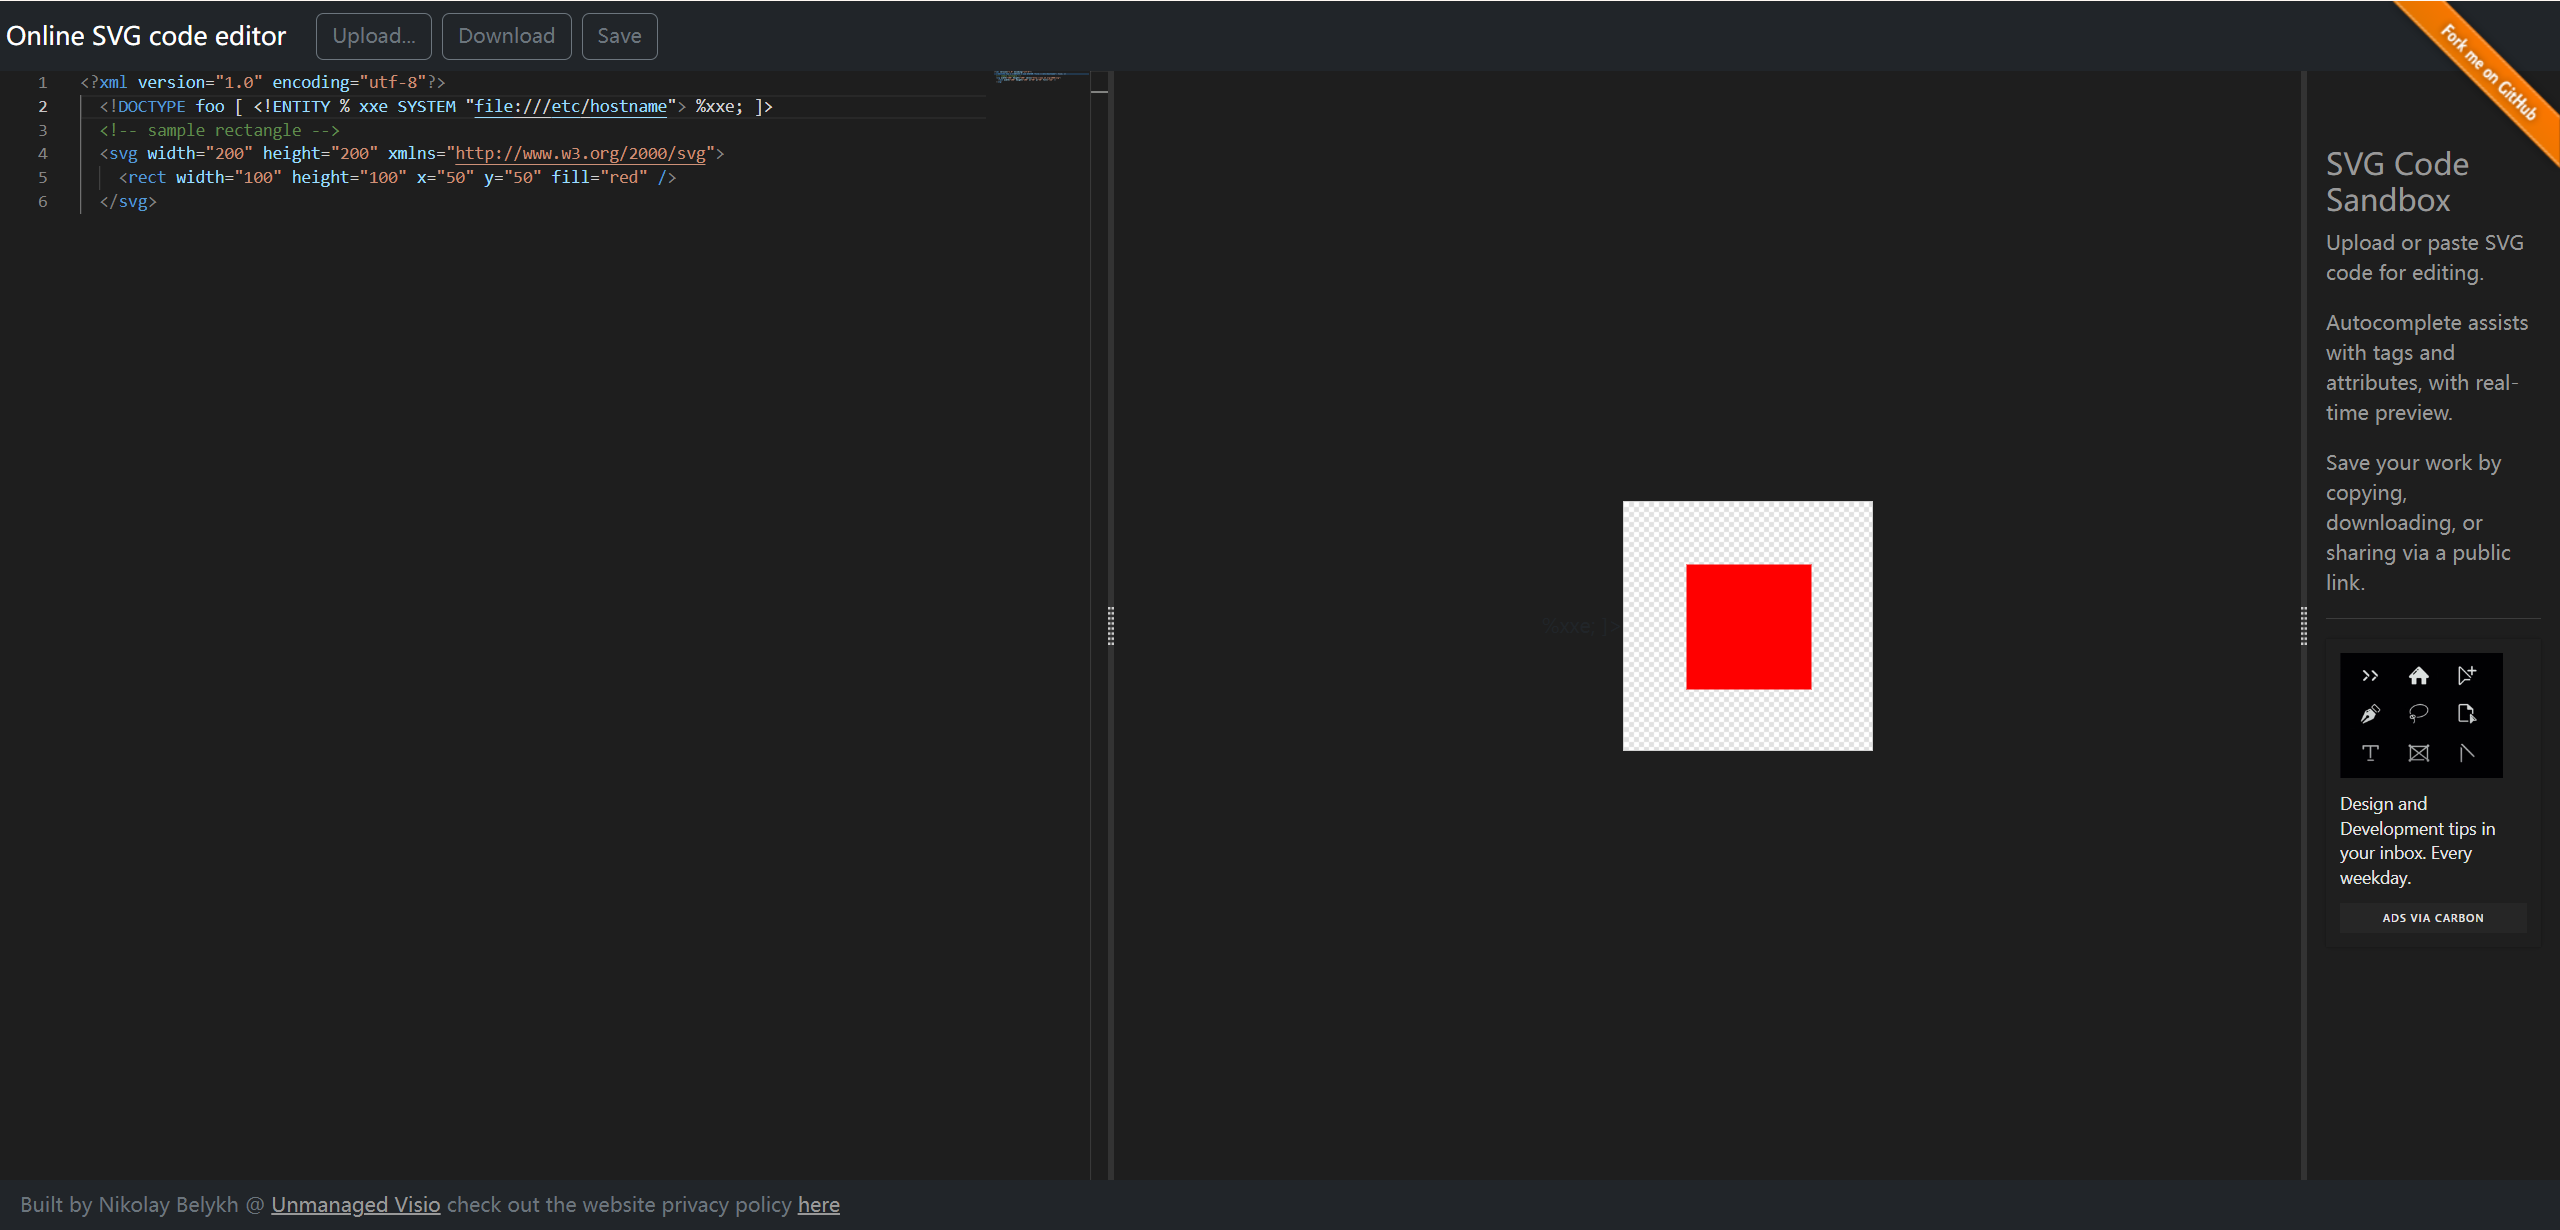 Online SVG code editor Upload... Download Save
Fork me on GitHub
1 <?xml version="1.0" encoding="utf-8"?>
2 <!DOCTYPE foo [ <!ENTITY % xxe SYSTEM "file:///etc/hostname"> %xxe; ]>
3 <!-- sample rectangle -->
4 <svg width="200" height="200" xmlns="http://www.w3.org/2000/svg">
5 <rect width="100" height="100" x="50" y="50" fill="red" />
6 </svg>
%xxe; ]>
SVG Code
Sandbox
Upload or paste SVG
code for editing.
Autocomplete assists
with tags and
attributes, with real-
time preview.
Save your work by
copying,
downloading, or
sharing via a public
link.
Design and
Development tips in
your inbox. Every
weekday.
ADS VIA CARBON
Built by Nikolay Belykh @ Unmanaged Visio check out the website privacy policy here